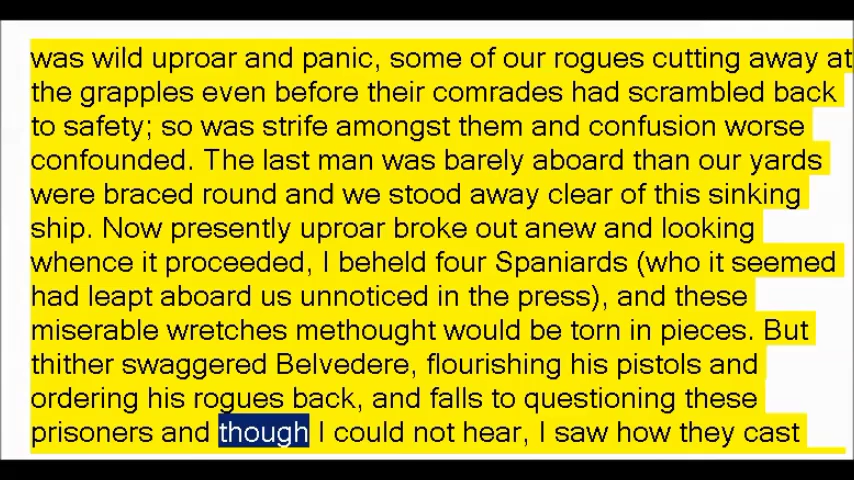 was wild uproar and panic, some of our rogues cutting away at
the grapples even before their comrades had scrambled back
to safety; so was strife amongst them and confusion worse
confounded. The last man was barely aboard than our yards
were braced round and we stood away clear of this sinking
ship. Now presently uproar broke out anew and looking
whence it proceeded, I beheld four Spaniards (who it seemed
had leapt aboard us unnoticed in the press), and these
miserable wretches methought would be torn in pieces. But
thither swaggered Belvedere, flourishing his pistols and
ordering his rogues back, and falls to questioning these
prisoners and though I could not hear, I saw how they cast